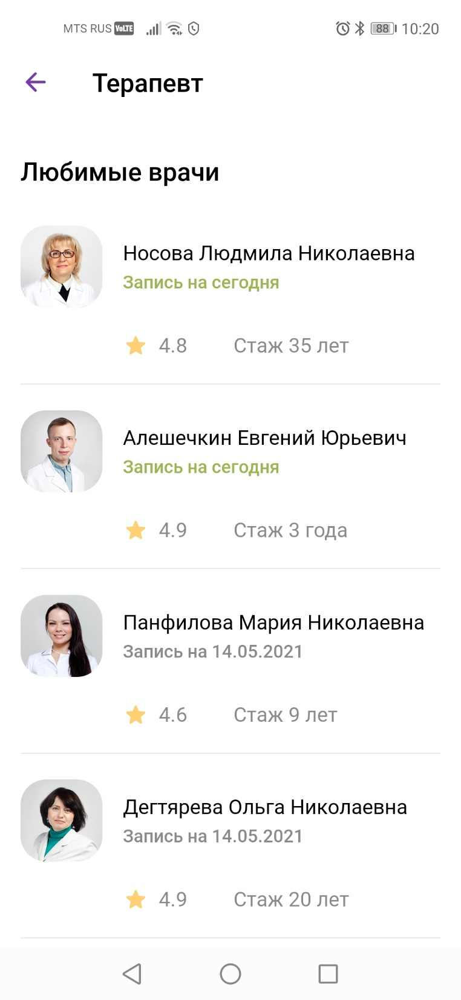 MTS RUS VoLTE 88 10:20
Терапевт
Любимые врачи
Носова Людмила Николаевна
Запись на сегодня
4.8 Стаж 35 лет
Алешечкин Евгений Юрьевич
Запись на сегодня
4.9 Стаж 3 года
Панфилова Мария Николаевна
Запись на 14.05.2021
4.6 Стаж 9 лет
Дегтярева Ольга Николаевна
Запись на 14.05.2021
4.9 Стаж 20 лет